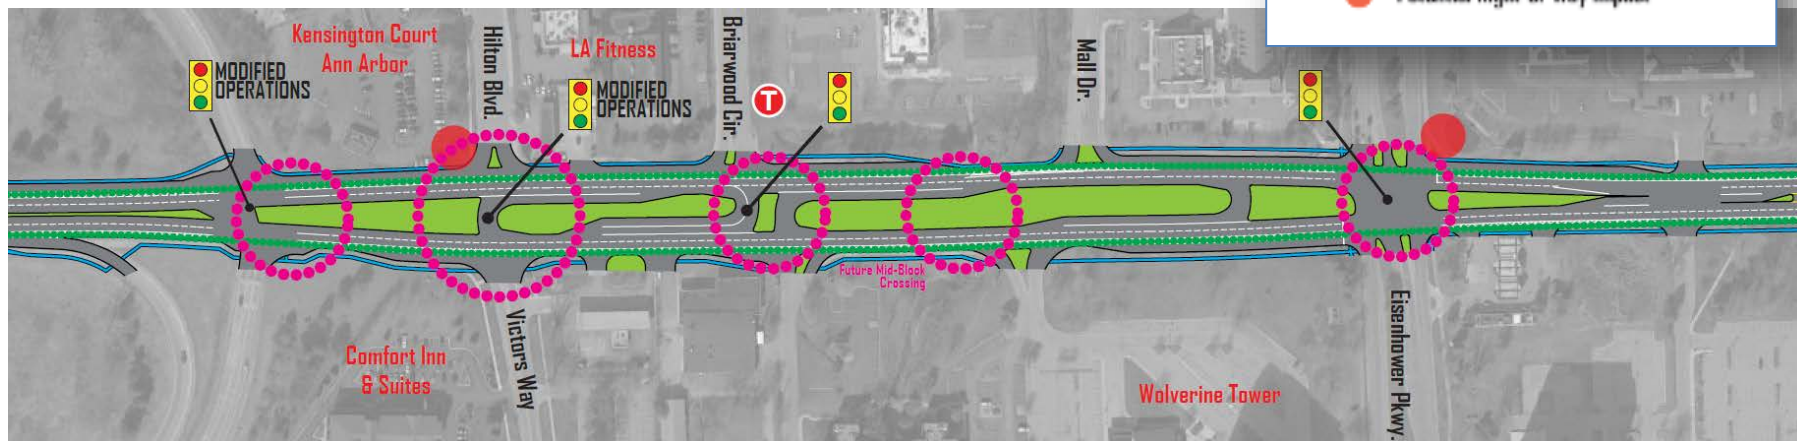 Kensington Court
Ann Arbor
MODIFIED
OPERATIONS
Hilton Blvd.
LA Fitness
MODIFIED
OPERATIONS
Briarwood Cir.
T
Mall Dr.
Future Mid-Block
Crossing
Comfort Inn
& Suites
Victors Way
Wolverine Tower
Eisenhower Pkwy.